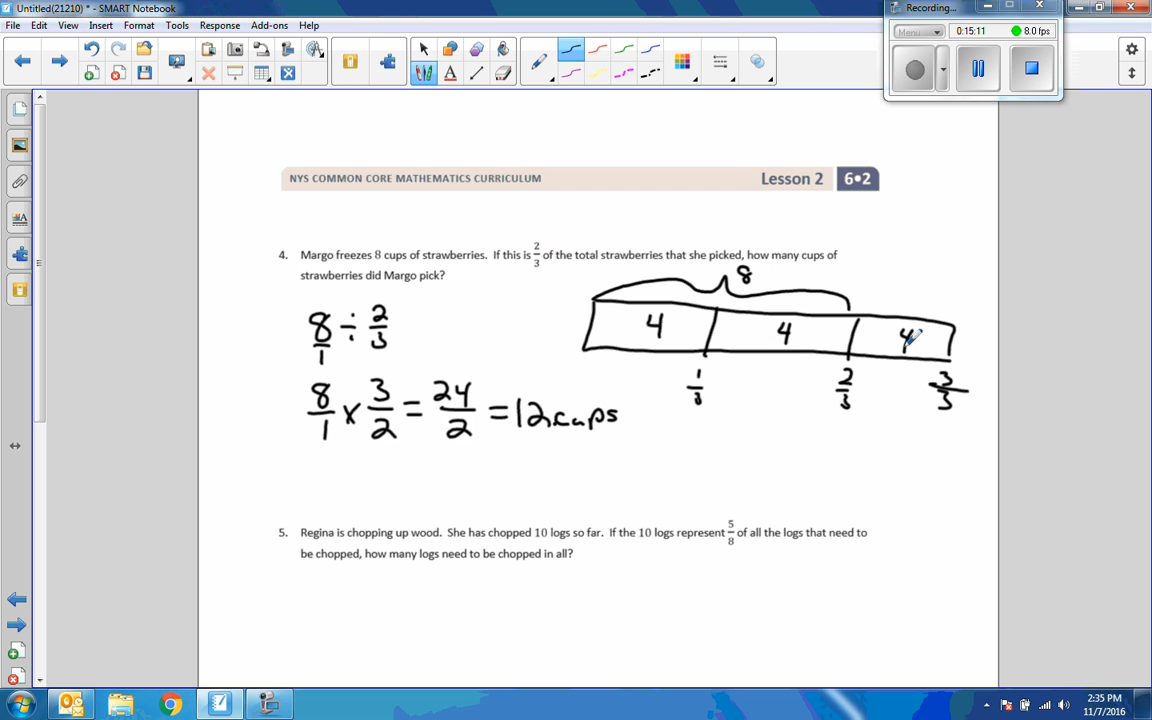 Untitled(21210) * - SMART Notebook
Recording...
File Edit View Insert Format Tools Response Add-ons Help
Menu 0:15:11 8.0 fps
NYS COMMON CORE MATHEMATICS CURRICULUM Lesson 2 6•2
4. Margo freezes 8 cups of strawberries. If this is 2/3 of the total strawberries that she picked, how many cups of
strawberries did Margo pick?
8
8/1 ÷ 2/3
4 4 4
1/3 2/3 3/3
8/1 x 3/2 = 24/2 = 12 cups
5. Regina is chopping up wood. She has chopped 10 logs so far. If the 10 logs represent 5/8 of all the logs that need to
be chopped, how many logs need to be chopped in all?
2:35 PM
11/7/2016